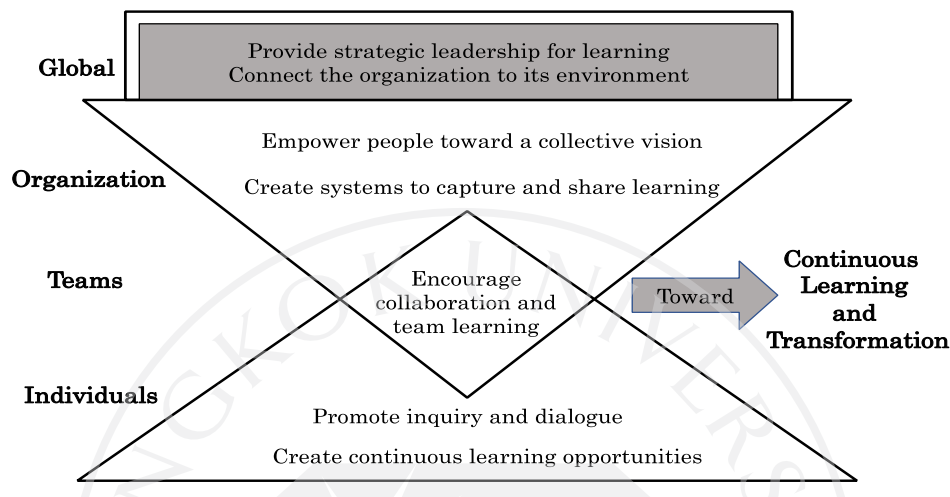 Provide strategic leadership for learning
Connect the organization to its environment
Global
Empower people toward a collective vision
Organization
Create systems to capture and share learning
Teams
Encourage
collaboration and
team learning
Toward
Continuous
Learning
and
Transformation
Individuals
Promote inquiry and dialogue
Create continuous learning opportunities